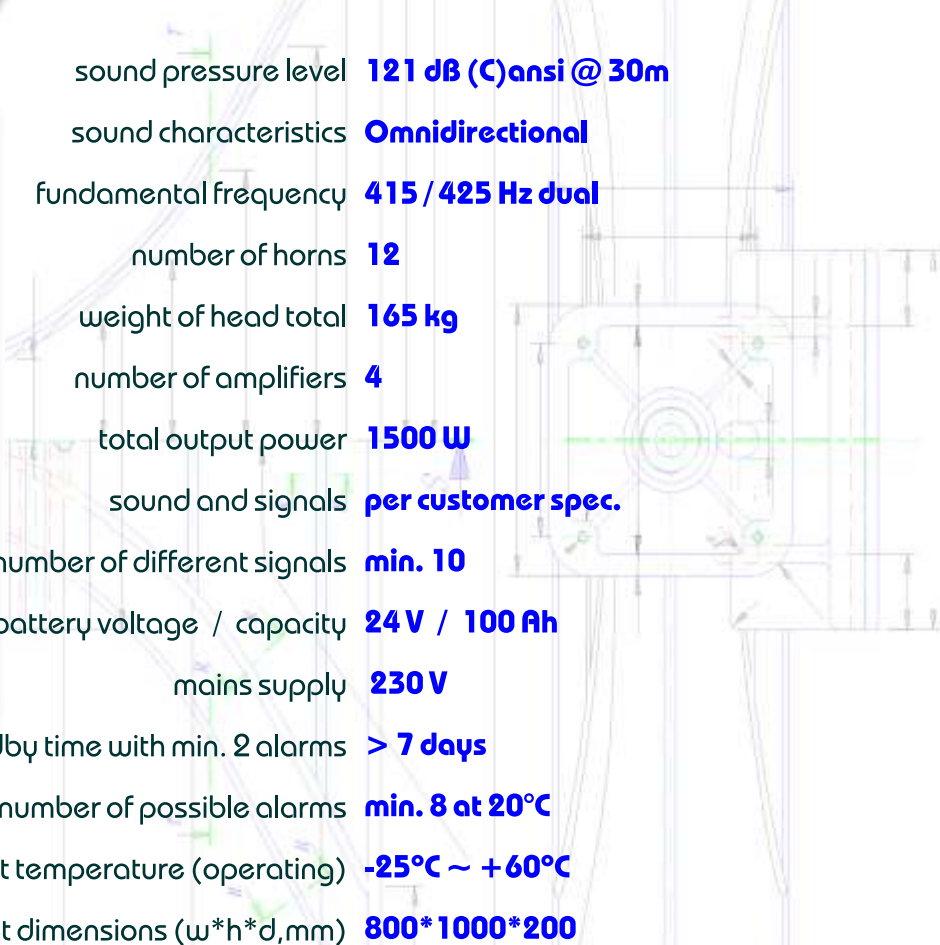 sound pressure level 121 dB (C)ansi @ 30m
sound characteristics Omnidirectional
fundamental frequency 415 / 425 Hz dual
number of horns 12
weight of head total 165 kg
number of amplifiers 4
total output power 1500 W
sound and signals per customer spec.
number of different signals min. 10
battery voltage / capacity 24 V / 100 Ah
mains supply 230 V
time with min. 2 alarms > 7 days
number of possible alarms min. 8 at 20°C
temperature (operating) -25°C ~ +60°C
dimensions (w*h*d,mm) 800*1000*200